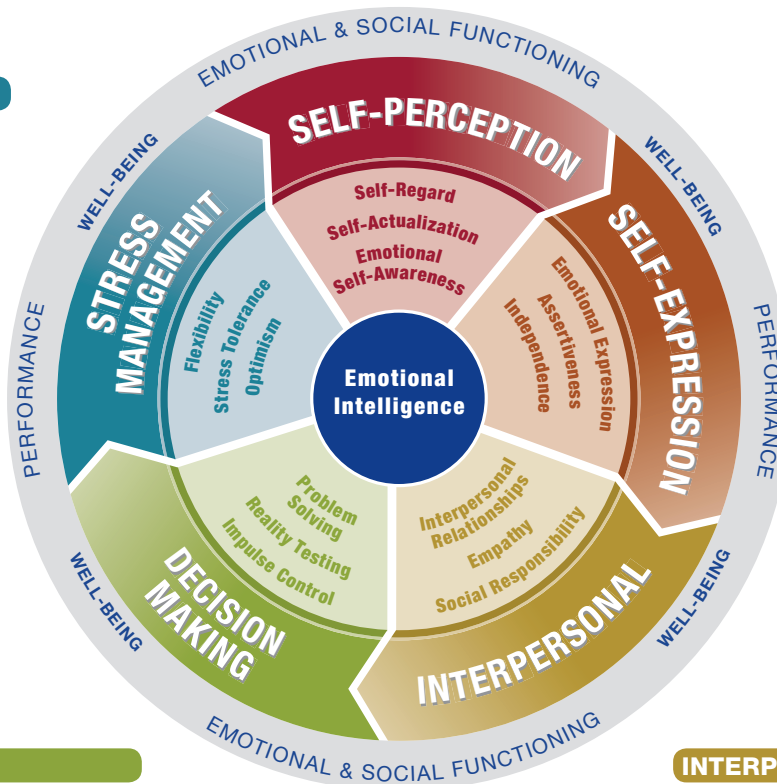 EMOTIONAL & SOCIAL FUNCTIONING
WELL-BEING
WELL-BEING
PERFORMANCE
PERFORMANCE
SELF-PERCEPTION
Self-Regard
Self-Actualization
Emotional
Self-Awareness
SELF-EXPRESSION
Emotional Expression
Assertiveness
Independence
STRESS
MANAGEMENT
Flexibility
Stress Tolerance
Optimism
Emotional
Intelligence
Problem
Solving
Reality Testing
Impulse Control
DECISION
MAKING
Interpersonal
Relationships
Empathy
Social Responsibility
INTERPERSONAL
WELL-BEING
WELL-BEING
EMOTIONAL & SOCIAL FUNCTIONING
INTERP